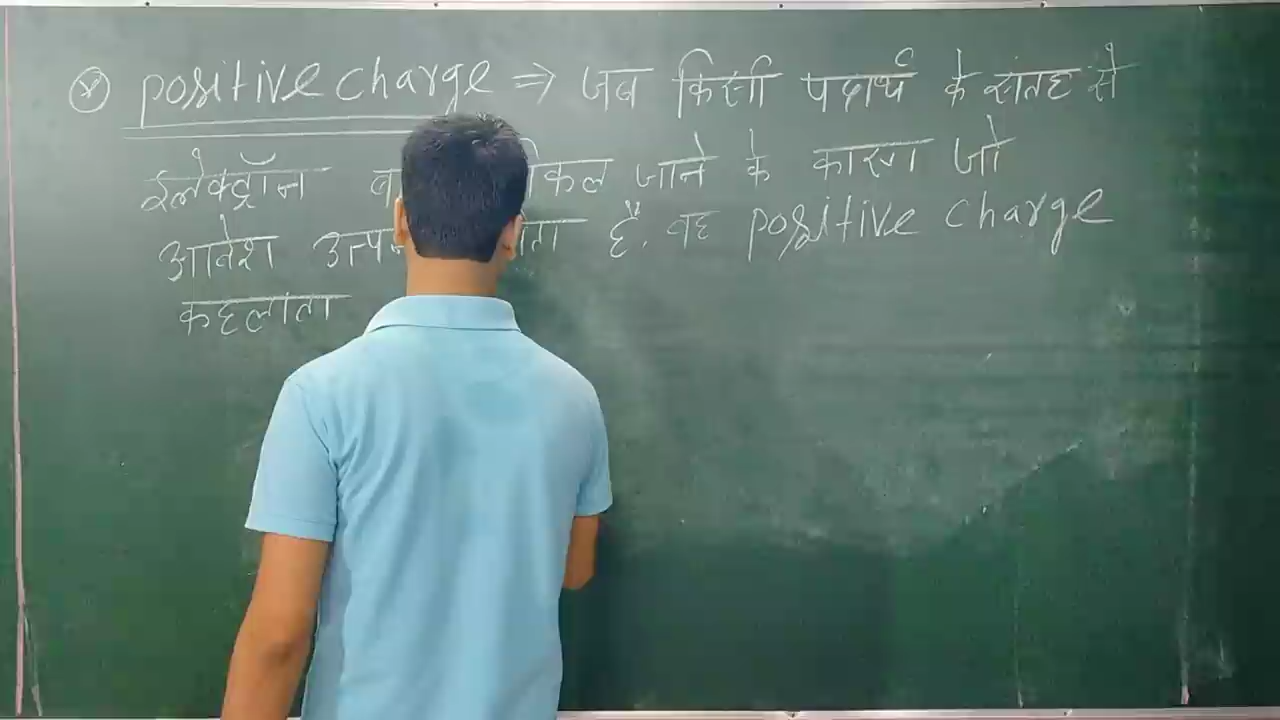 positive charge ⇒ जब किसी पदार्थ के सतह से
इलेक्ट्रॉन निकल जाने के कारण जो
आवेश उत्पन्न है, वह positive charge
कहलाता